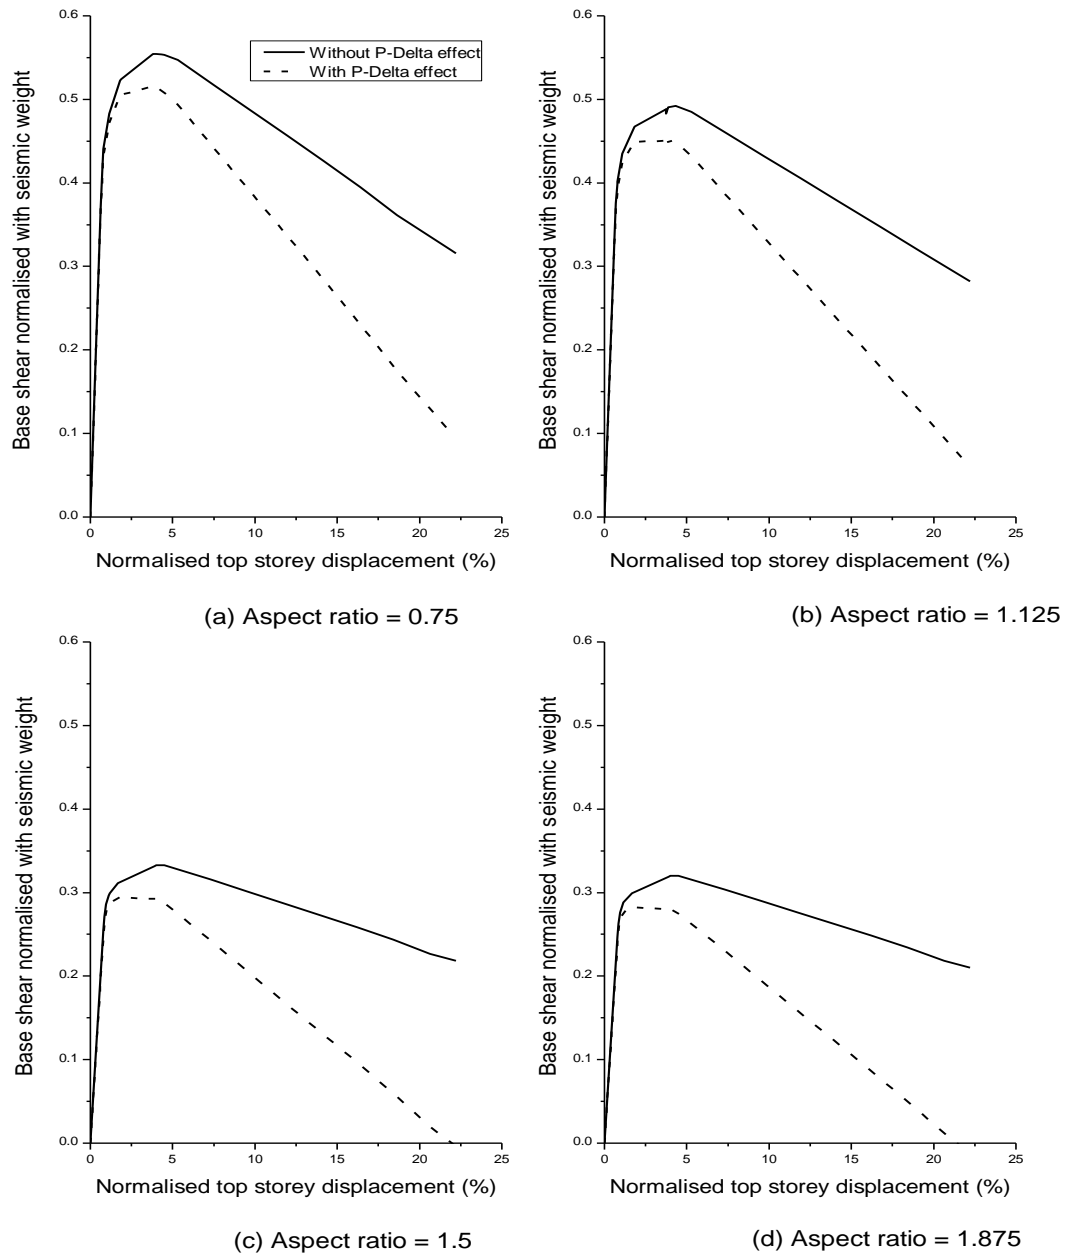 0.6
0.5
0.4
0.3
0.2
0.1
0.0
Base shear normalised with seismic weight
Without P-Delta effect
With P-Delta effect
0 5 10 15 20 25
Normalised top storey displacement (%)
(a) Aspect ratio = 0.75
0.6
0.5
0.4
0.3
0.2
0.1
0.0
Base shear normalised with seismic weight
0 5 10 15 20 25
Normalised top storey displacement (%)
(b) Aspect ratio = 1.125
0.6
0.5
0.4
0.3
0.2
0.1
0.0
Base shear normalised with seismic weight
0 5 10 15 20 25
Normalised top storey displacement (%)
(c) Aspect ratio = 1.5
0.6
0.5
0.4
0.3
0.2
0.1
0.0
Base shear normalised with seismic weight
0 5 10 15 20 25
Normalised top storey displacement (%)
(d) Aspect ratio = 1.875